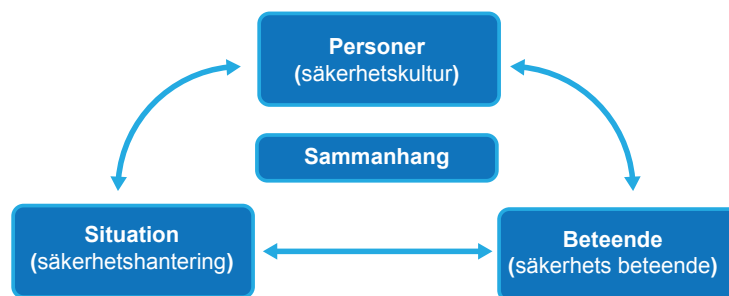 Personer
(säkerhetskultur)
Sammanhang
Situation
(säkerhetshantering)
Beteende
(säkerhets beteende)